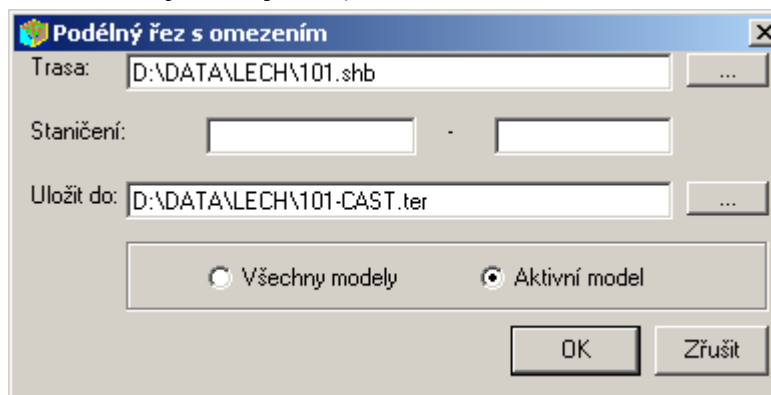 Podélný řez s omezením
Trasa: D:\DATA\LECH\101.shb ...
Staničení: -
Uložit do: D:\DATA\LECH\101-CAST.ter ...
Všechny modely Aktivní model
OK Zřušit